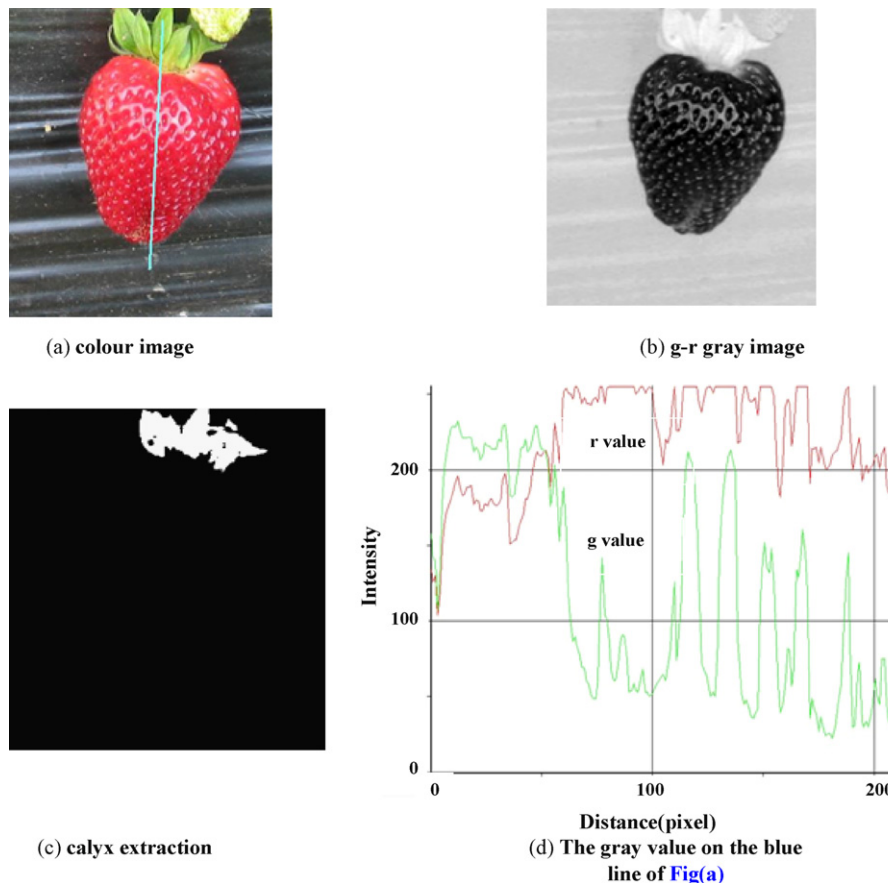 (a) colour image
(b) g-r gray image
r value
g value
200
100
0
Intensity
0
100
200
Distance(pixel)
(c) calyx extraction
(d) The gray value on the blue
line of Fig(a)